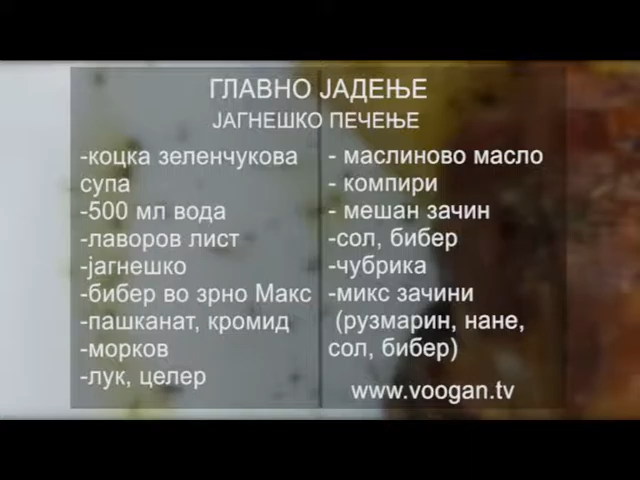 ГЛАВНО ЈАДЕЊЕ
ЈАГНЕШКО ПЕЧЕЊЕ
-коцка зеленчукова
супа
-500 мл вода
-лаворов лист
-јагнешко
-бибер во зрно Макс
-пашканат, кромид
-морков
-лук, целер
- маслиново масло
- компири
- мешан зачин
-сол, бибер
-чубрика
-микс зачини
(рузмарин, нане,
сол, бибер)
www.voogan.tv